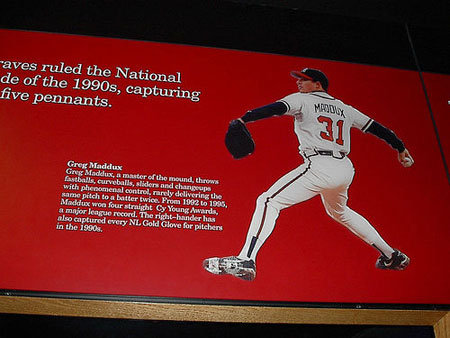 raves ruled the National
de of the 1990s, capturing
five pennants.
MADDUX
31
Greg Maddux
Greg Maddux, a master of the mound, throws
fastballs, curveballs, sliders and changeups
with phenomenal control, rarely delivering the
same pitch to a batter twice. From 1992 to 1995,
Maddux won four straight Cy Young Awards,
a major league record. The right-hander has
also captured every NL Gold Glove for pitchers
in the 1990s.